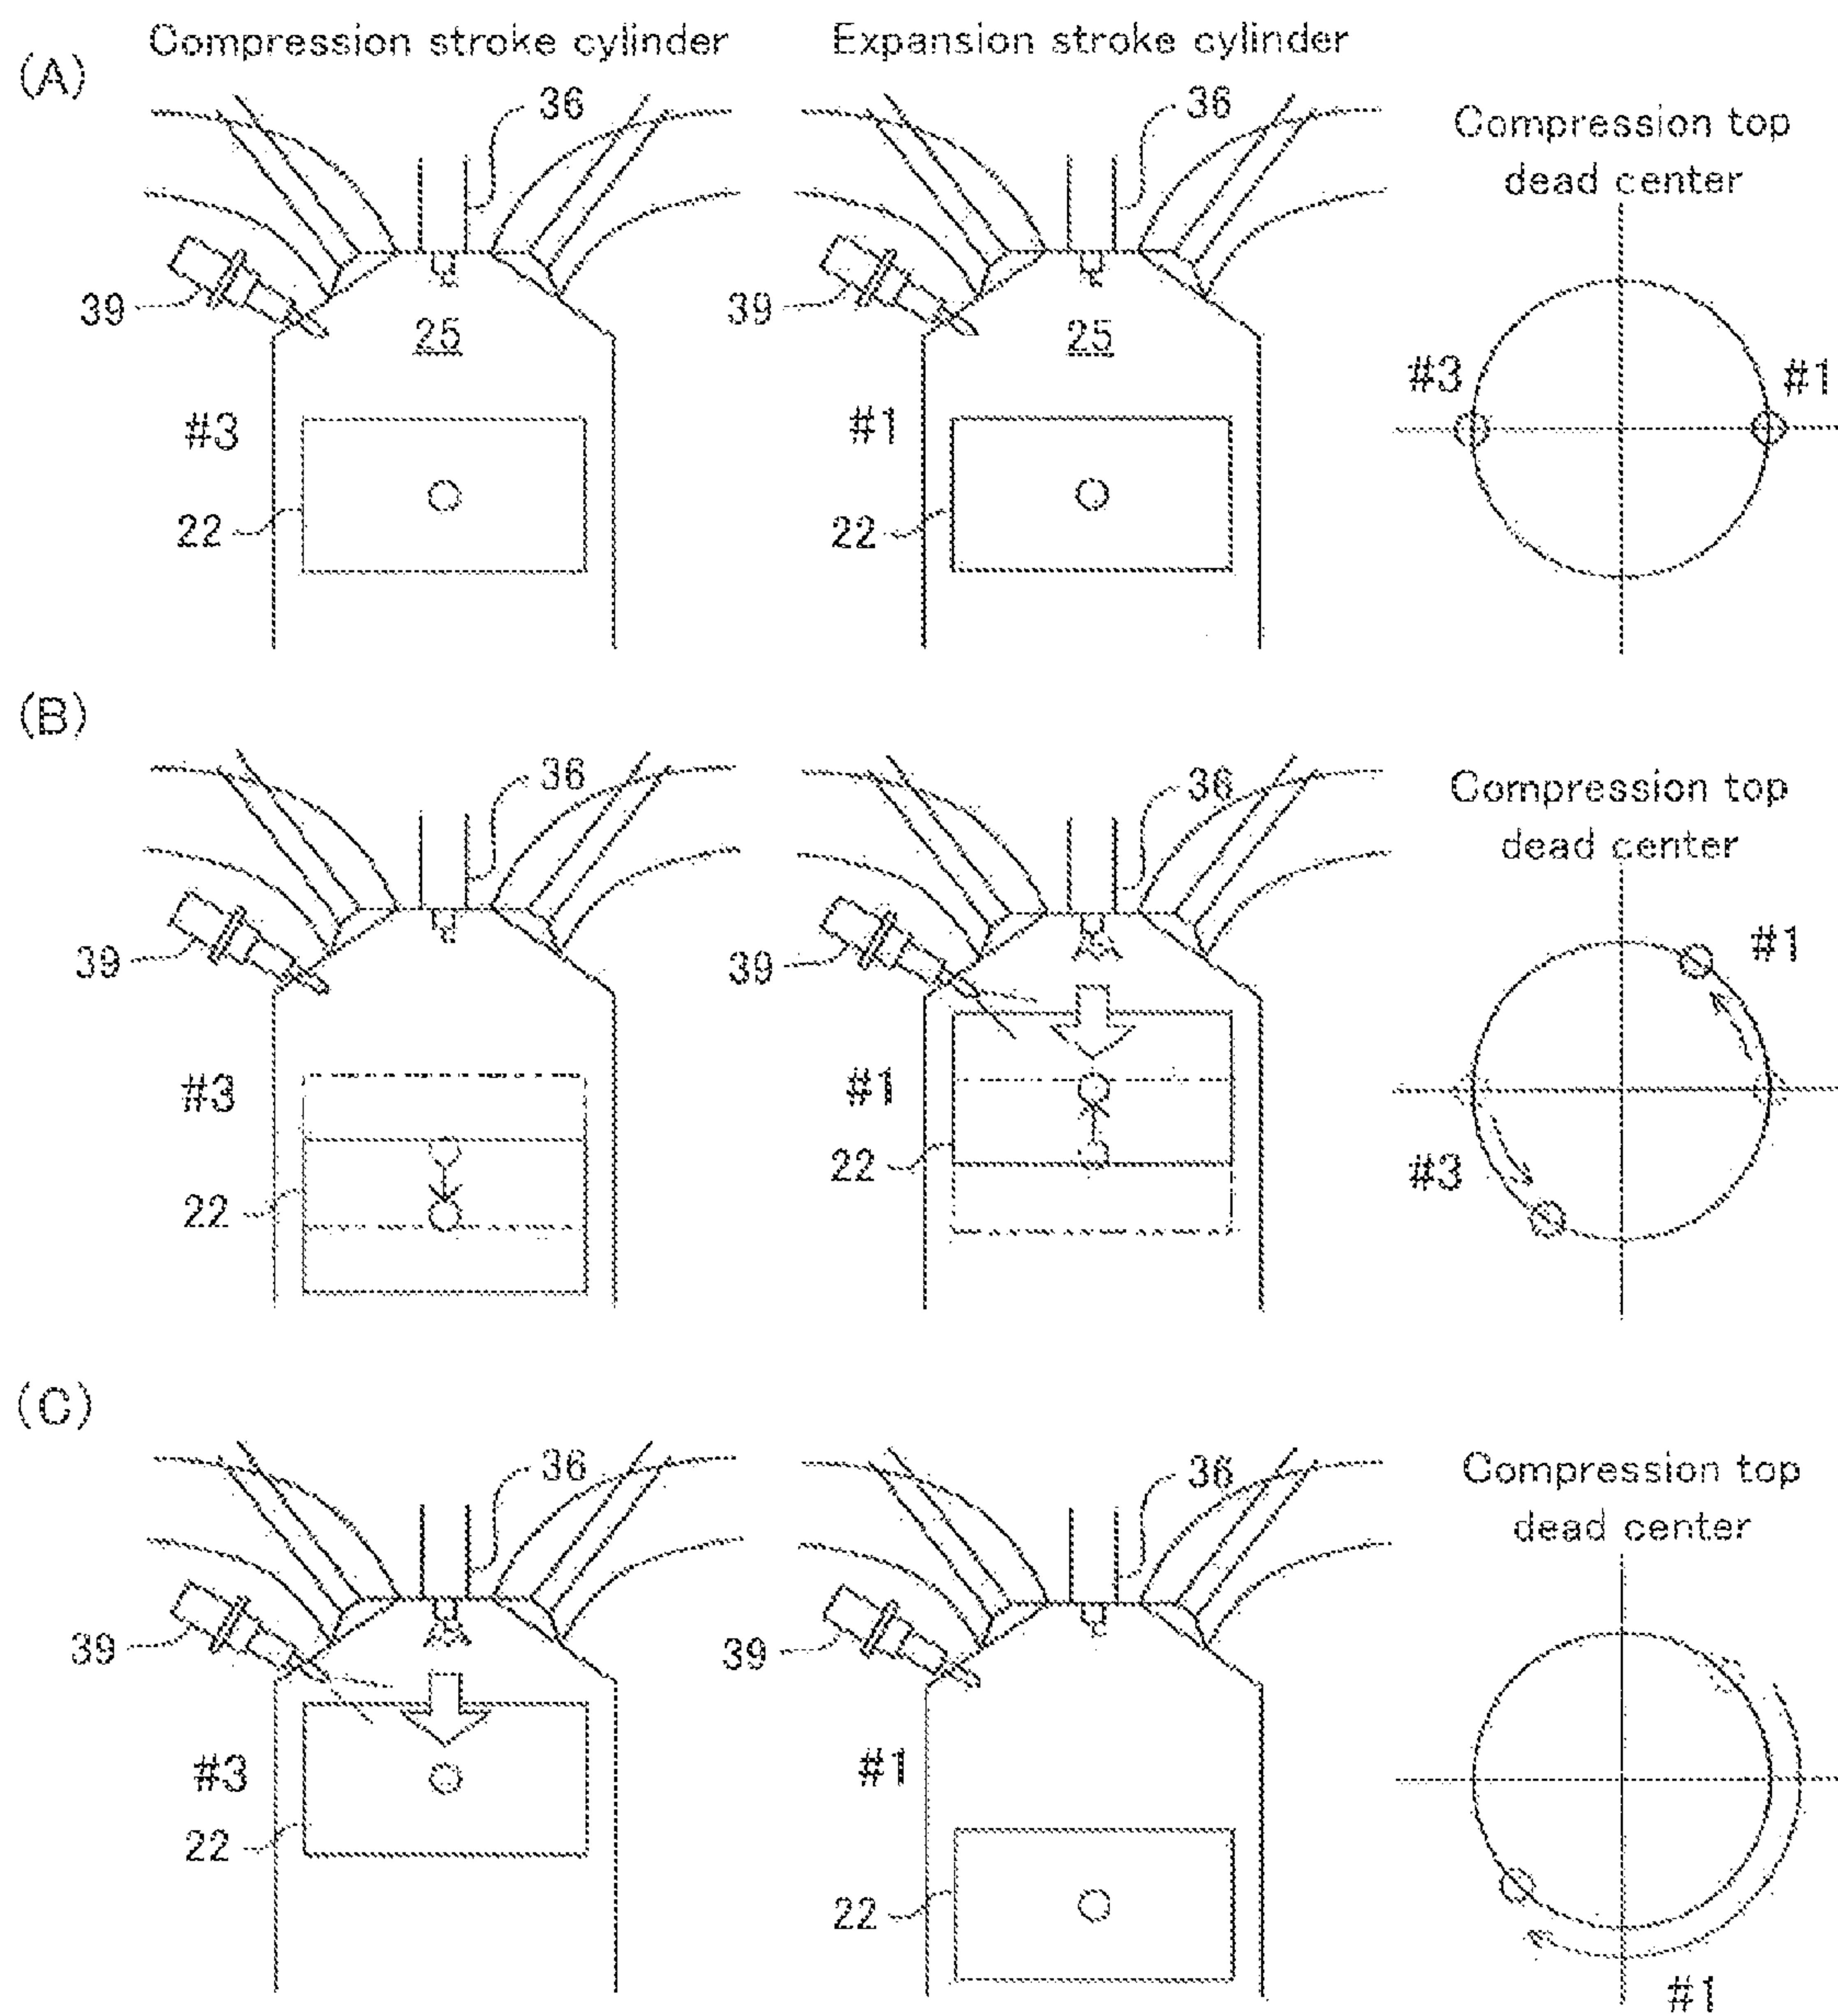 Compression stroke cylinder
Expansion stroke cylinder
(A)
36
36
Compression top
dead center
39
25
39
25
#3
#1
#3
#1
22
22
(B)
36
36
Compression top
dead center
39
39
#1
#3
#1
#3
22
22
(C)
36
36
Compression top
dead center
39
39
#3
#1
22
22
#1